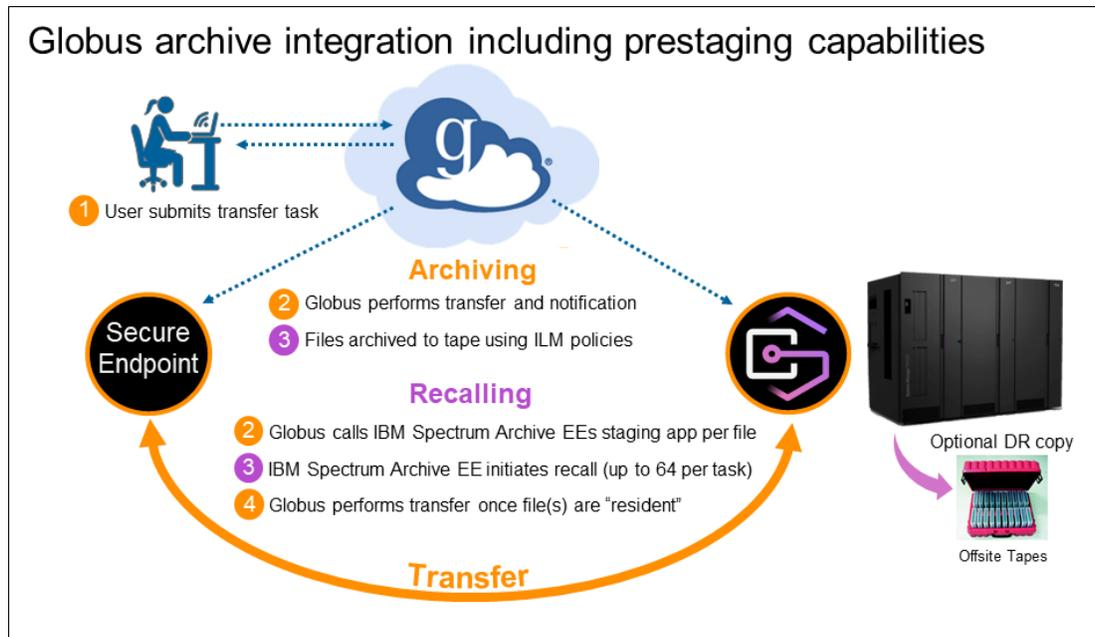 Globus archive integration including prestaging capabilities
g
®
1 User submits transfer task
Archiving
2 Globus performs transfer and notification
3 Files archived to tape using ILM policies
Secure
Endpoint
Recalling
2 Globus calls IBM Spectrum Archive EEs staging app per file
3 IBM Spectrum Archive EE initiates recall (up to 64 per task)
4 Globus performs transfer once file(s) are “resident”
Transfer
Optional DR copy
Offsite Tapes